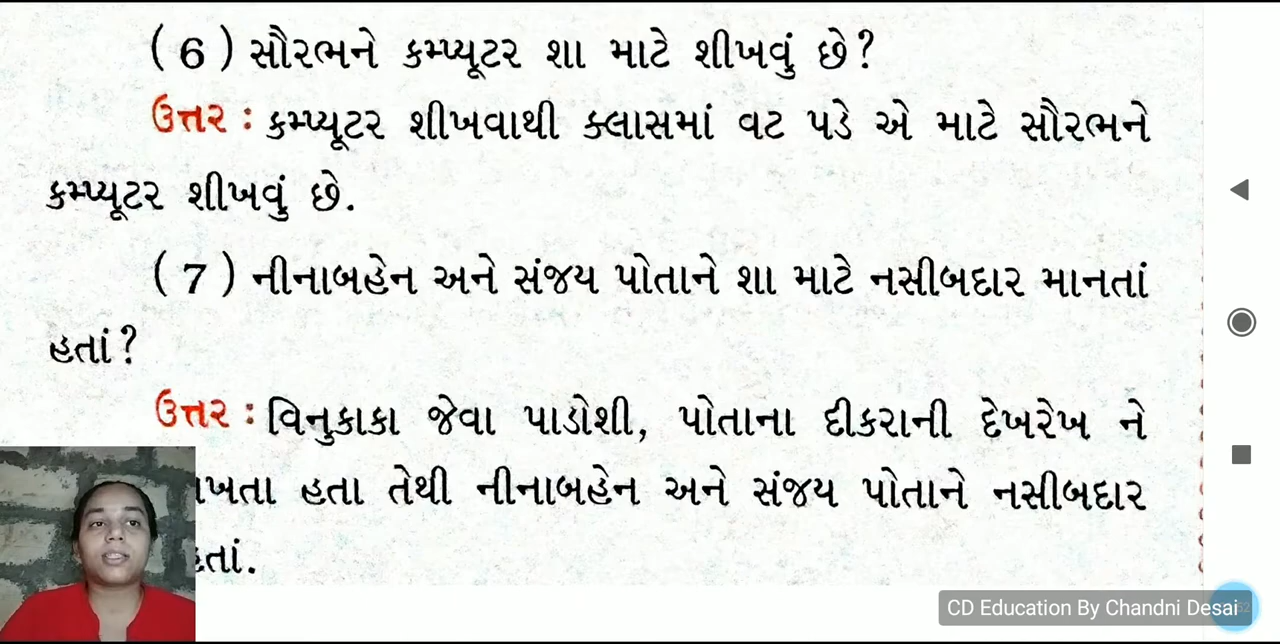 (6) સૌરભને કમ્પ્યૂટર શા માટે શીખવું છે?
ઉત્તર : કમ્પ્યૂટર શીખવાથી ક્લાસમાં વટ પડે એ માટે સૌરભને
કમ્પ્યૂટર શીખવું છે.
(7) નીનાબહેન અને સંજય પોતાને શા માટે નસીબદાર માનતાં
હતાં?
ઉત્તર : વિનુકાકા જેવા પાડોશી, પોતાના દીકરાની દેખરેખ ને
હતા તેથી નીનાબહેન અને સંજય પોતાને નસીબદાર
CD Education By Chandni Desai